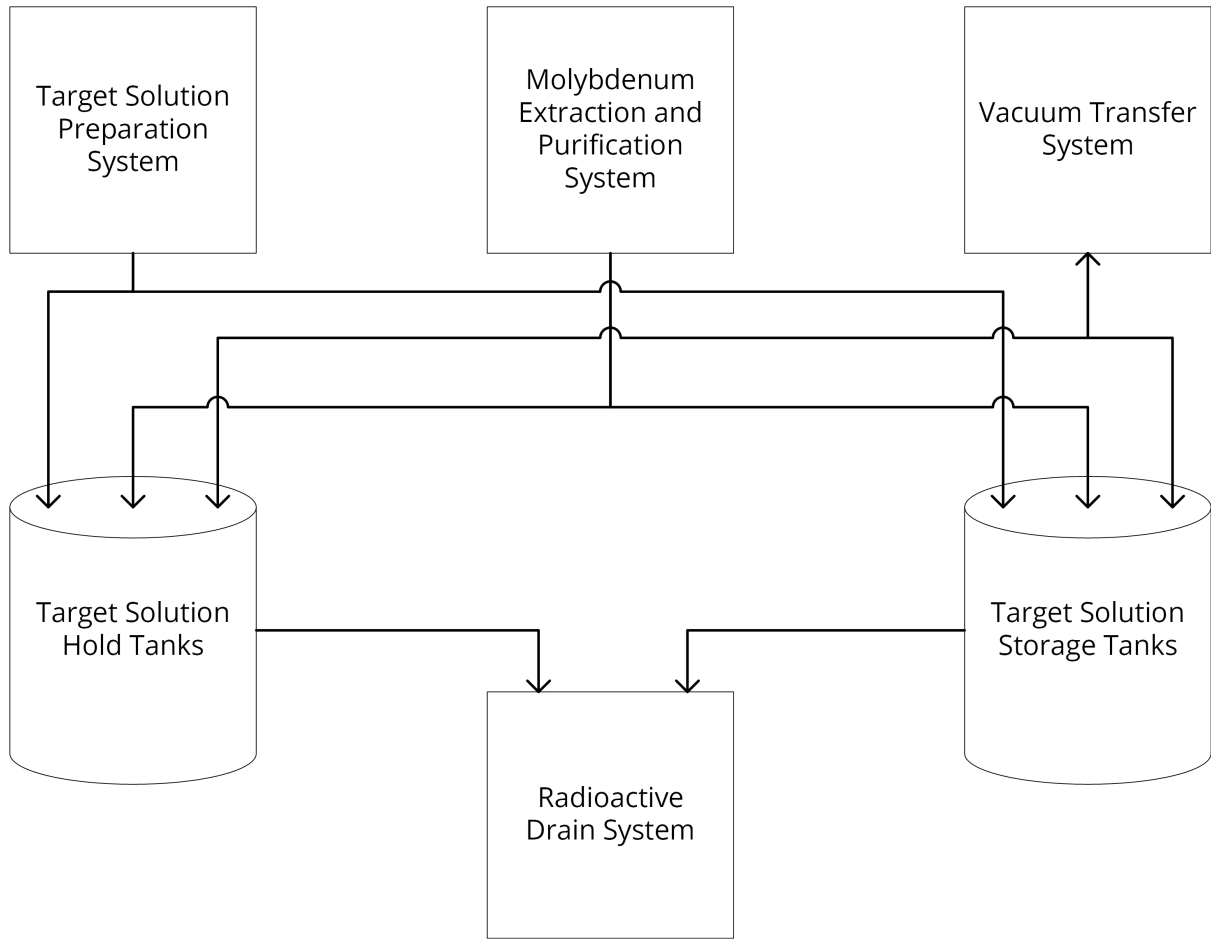 Target Solution
Preparation
System
Molybdenum
Extraction and
Purification
System
Vacuum Transfer
System
Target Solution
Hold Tanks
Target Solution
Storage Tanks
Radioactive
Drain System